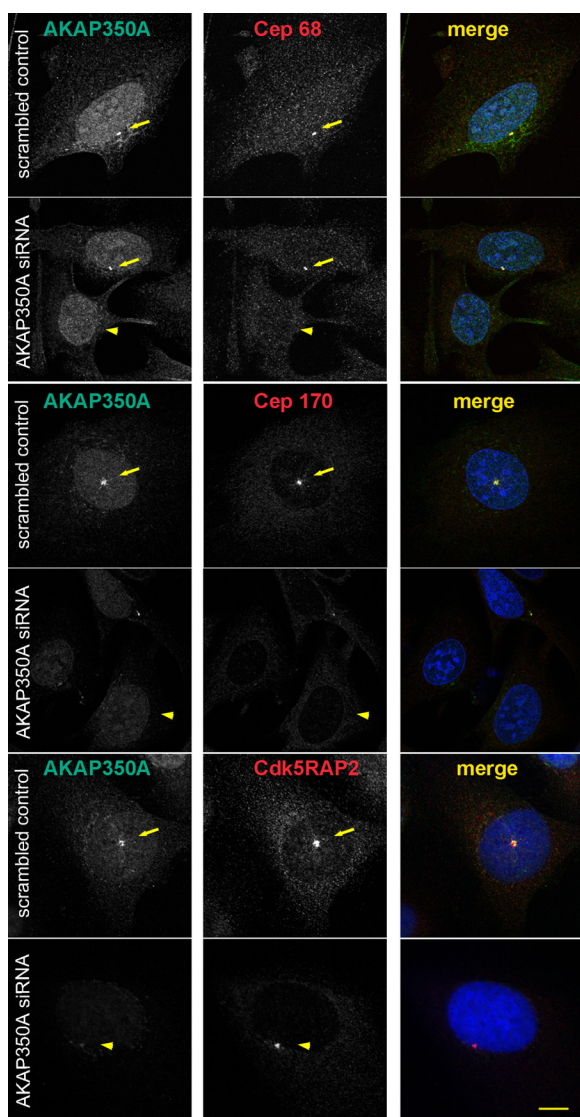 AKAP350A Cep 68 merge
scrambled control
AKAP350A siRNA
AKAP350A Cep 170 merge
scrambled control
AKAP350A siRNA
AKAP350A Cdk5RAP2 merge
scrambled control
AKAP350A siRNA